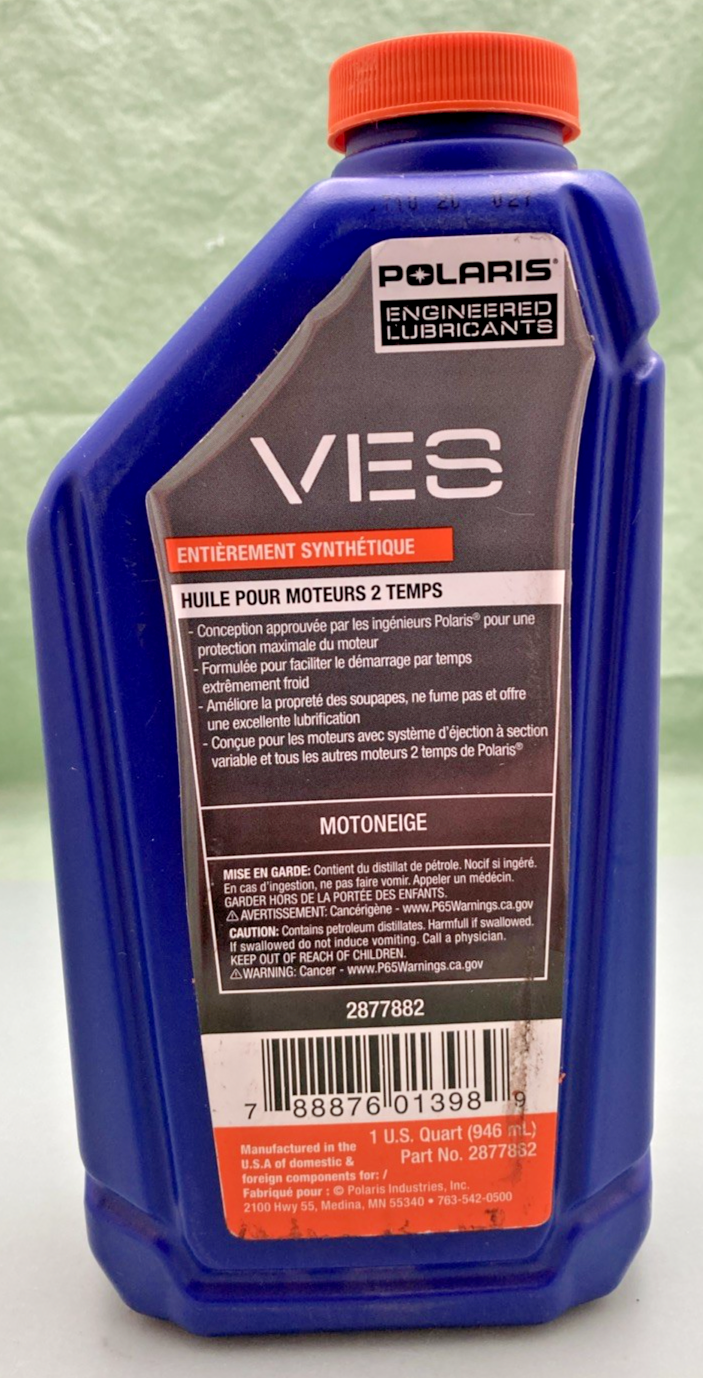 POLARIS®
ENGINEERED
LUBRICANTS
VES
ENTIÈREMENT SYNTHÉTIQUE
HUILE POUR MOTEURS 2 TEMPS
- Conception approuvée par les ingénieurs Polaris® pour une
protection maximale du moteur
- Formulée pour faciliter le démarrage par temps
extrêmement froid
- Améliore la propreté des soupapes, ne fume pas et offre
une excellente lubrification
- Conçue pour les moteurs avec système d'éjection à section
variable et tous les autres moteurs 2 temps de Polaris®
MOTONEIGE
MISE EN GARDE: Contient du distillat de pétrole. Nocif si ingéré.
En cas d'ingestion, ne pas faire vomir. Appeler un médecin.
GARDER HORS DE LA PORTÉE DES ENFANTS.
⚠ AVERTISSEMENT: Cancérigène - www.P65Warnings.ca.gov
CAUTION: Contains petroleum distillates. Harmfull if swallowed.
If swallowed do not induce vomiting. Call a physician.
KEEP OUT OF REACH OF CHILDREN.
⚠ WARNING: Cancer - www.P65Warnings.ca.gov
2877882
7 88876 01398 9
1 U.S. Quart (946 mL)
Part No. 2877882
Manufactured in the
U.S.A of domestic &
foreign components for: /
Fabriqué pour : © Polaris Industries, Inc.
2100 Hwy 55, Medina, MN 55340 • 763-542-0500